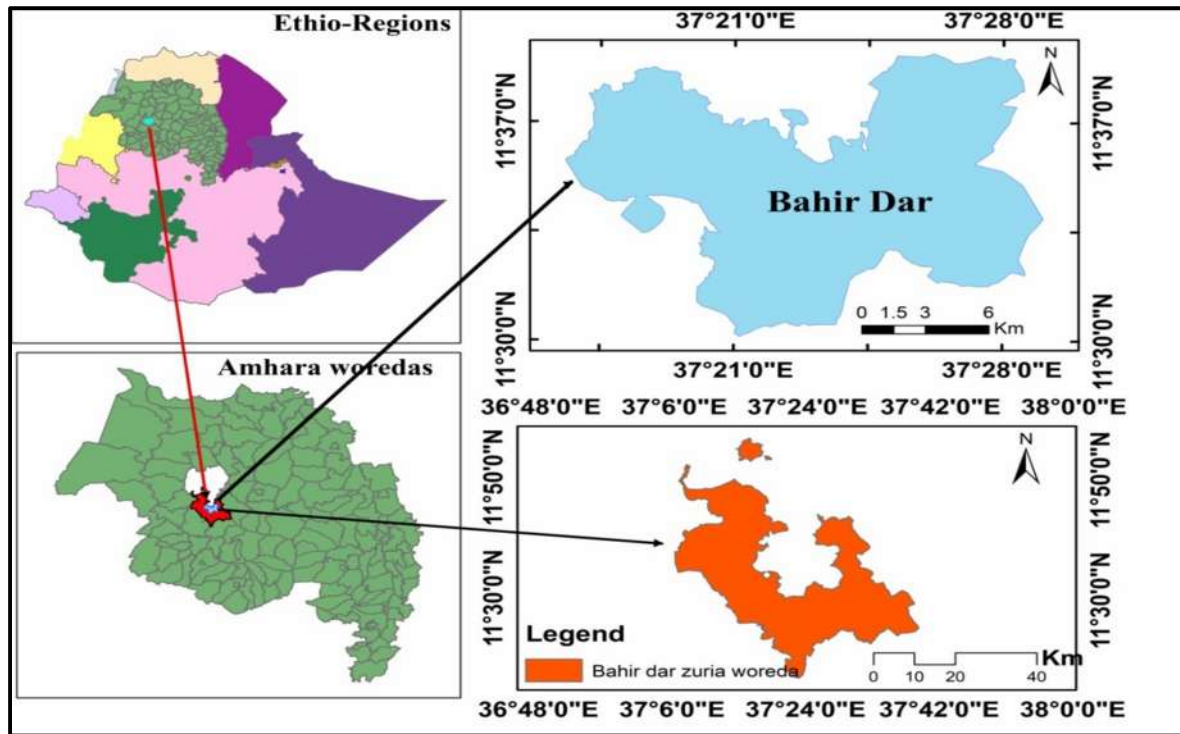 Ethio-Regions
Amhara woredas
37°21'0"E 37°28'0"E
N
11°37'0"N
11°37'0"N
Bahir Dar
0 1.5 3 6
Km
11°30'0"N
11°30'0"N
37°21'0"E 37°28'0"E
36°48'0"E 37°6'0"E 37°24'0"E 37°42'0"E 38°0'0"E
N
11°50'0"N
11°50'0"N
11°30'0"N
11°30'0"N
Legend
Bahir dar zuria woreda
Km
0 10 20 40
36°48'0"E 37°6'0"E 37°24'0"E 37°42'0"E 38°0'0"E